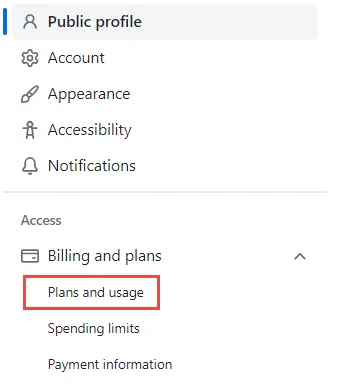 Public profile
Account
Appearance
Accessibility
Notifications
Access
Billing and plans
Plans and usage
Spending limits
Payment information